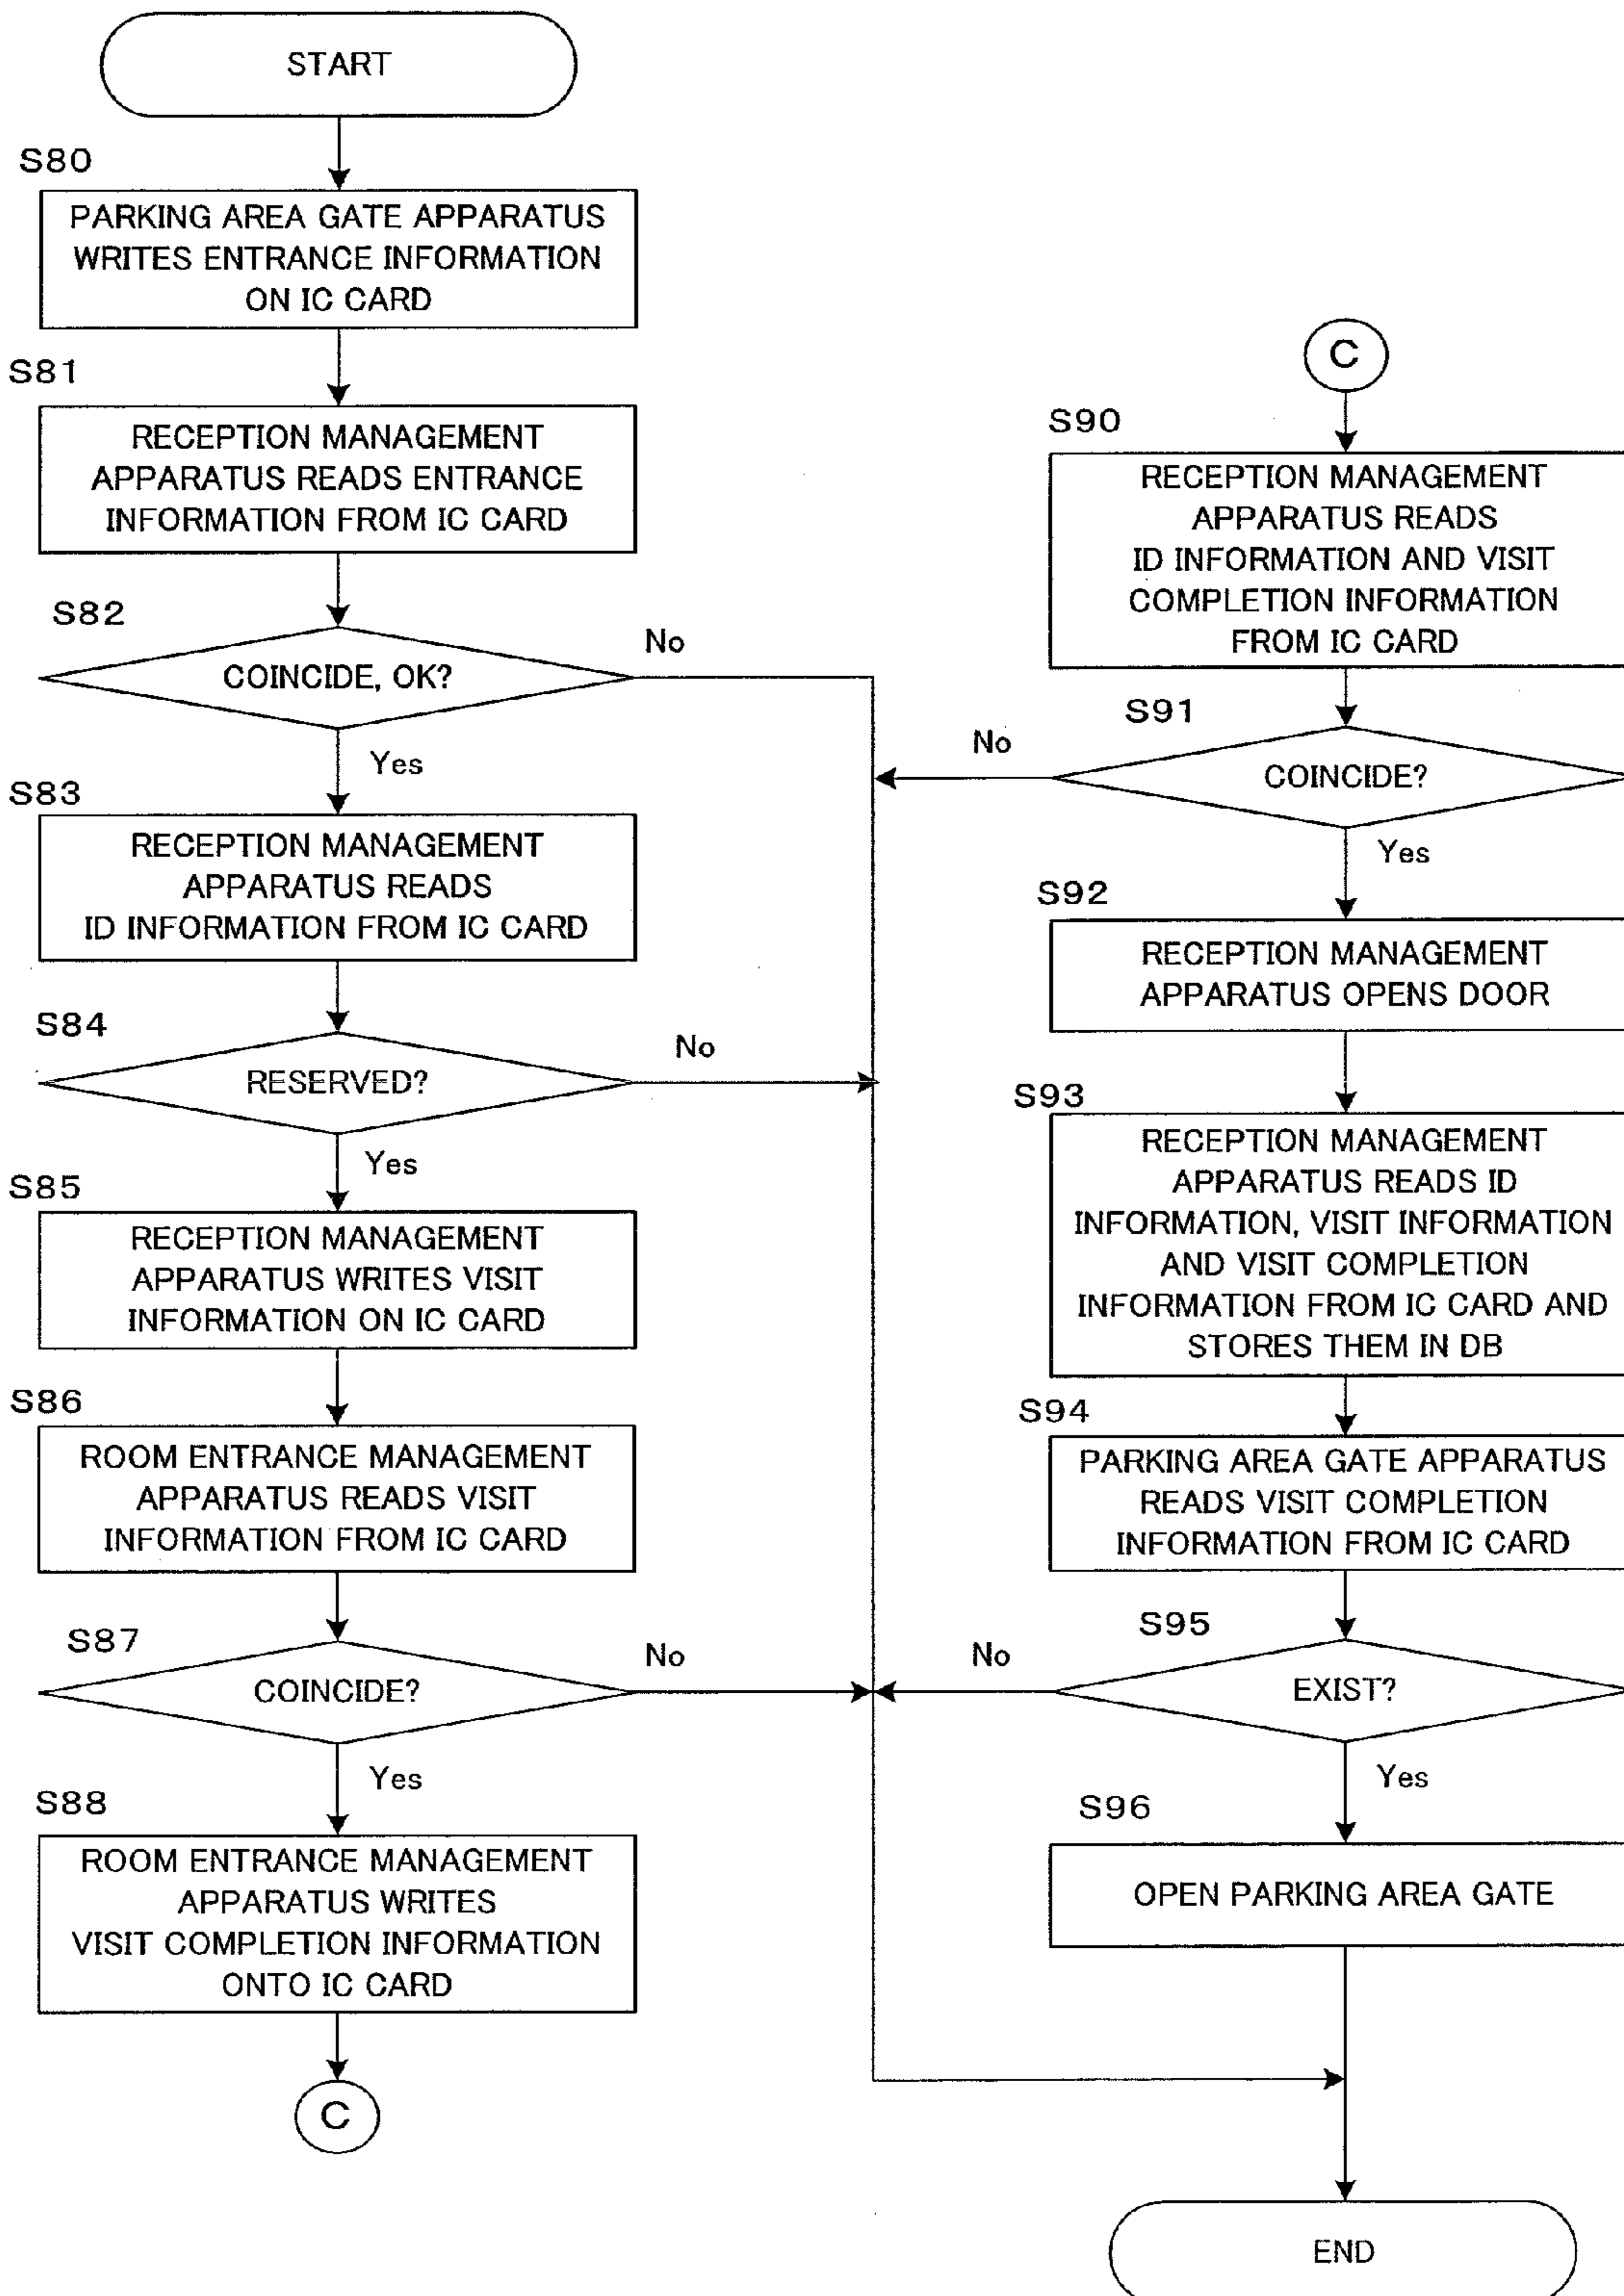 START
S80
PARKING AREA GATE APPARATUS
WRITES ENTRANCE INFORMATION
ON IC CARD
S81
RECEPTION MANAGEMENT
APPARATUS READS ENTRANCE
INFORMATION FROM IC CARD
S82
COINCIDE, OK?
No
Yes
S83
RECEPTION MANAGEMENT
APPARATUS READS
ID INFORMATION FROM IC CARD
S84
RESERVED?
No
Yes
S85
RECEPTION MANAGEMENT
APPARATUS WRITES VISIT
INFORMATION ON IC CARD
S86
ROOM ENTRANCE MANAGEMENT
APPARATUS READS VISIT
INFORMATION FROM IC CARD
S87
COINCIDE?
No
Yes
S88
ROOM ENTRANCE MANAGEMENT
APPARATUS WRITES
VISIT COMPLETION INFORMATION
ONTO IC CARD
C
C
S90
RECEPTION MANAGEMENT
APPARATUS READS
ID INFORMATION AND VISIT
COMPLETION INFORMATION
FROM IC CARD
S91
No
COINCIDE?
Yes
S92
RECEPTION MANAGEMENT
APPARATUS OPENS DOOR
S93
RECEPTION MANAGEMENT
APPARATUS READS ID
INFORMATION, VISIT INFORMATION
AND VISIT COMPLETION
INFORMATION FROM IC CARD AND
STORES THEM IN DB
S94
PARKING AREA GATE APPARATUS
READS VISIT COMPLETION
INFORMATION FROM IC CARD
S95
No
EXIST?
Yes
S96
OPEN PARKING AREA GATE
END